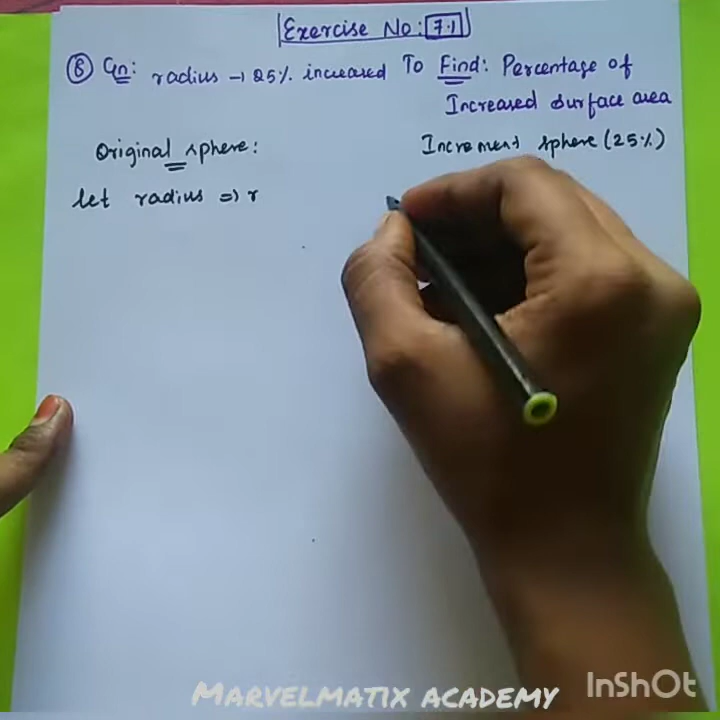 Exercise No: 7.1
⑧ Gn: radius → 25% increased To Find: Percentage of
Increased surface area
Original sphere: Increment sphere (25%)
let radius ⇒ r
MARVELMATIX ACADEMY
InShOt